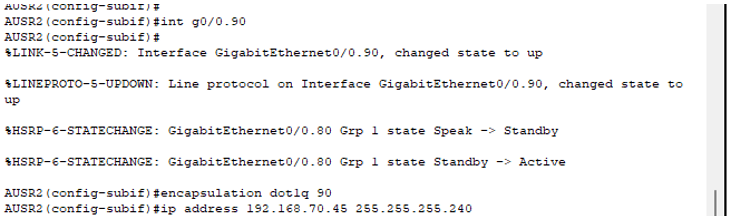 AUSR2(config-subif)#
AUSR2(config-subif)#int g0/0.90
AUSR2(config-subif)#
%LINK-5-CHANGED: Interface GigabitEthernet0/0.90, changed state to up
%LINEPROTO-5-UPDOWN: Line protocol on Interface GigabitEthernet0/0.90, changed state to
up
%HSRP-6-STATECHANGE: GigabitEthernet0/0.80 Grp 1 state Speak -> Standby
%HSRP-6-STATECHANGE: GigabitEthernet0/0.80 Grp 1 state Standby -> Active
AUSR2(config-subif)#encapsulation dot1q 90
AUSR2(config-subif)#ip address 192.168.70.45 255.255.255.240